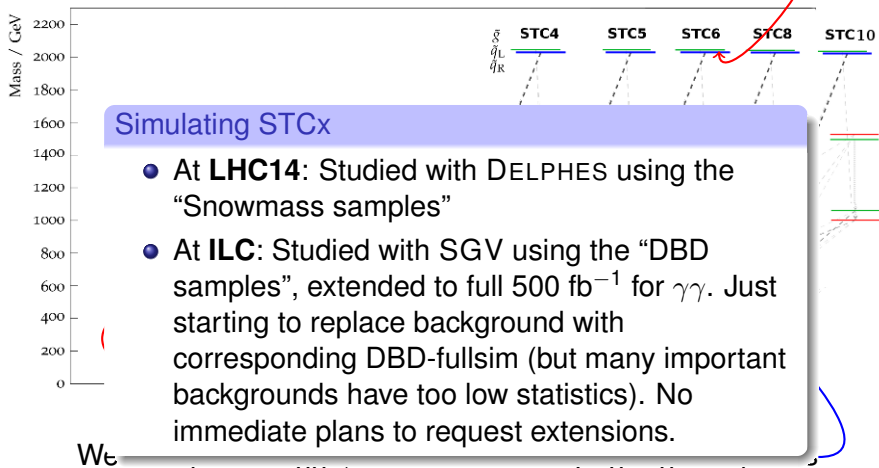 Mass / GeV
2200
2000
1800
1600
1400
1200
1000
800
600
400
200
0
g̃
q̃L
q̃R
STC4 STC5 STC6 STC8 STC10
Simulating STCx
At LHC14: Studied with DELPHES using the
“Snowmass samples”
At ILC: Studied with SGV using the “DBD
samples”, extended to full 500 fb−1 for γγ. Just
starting to replace background with
corresponding DBD-fullsim (but many important
backgrounds have too low statistics). No
immediate plans to request extensions.
We